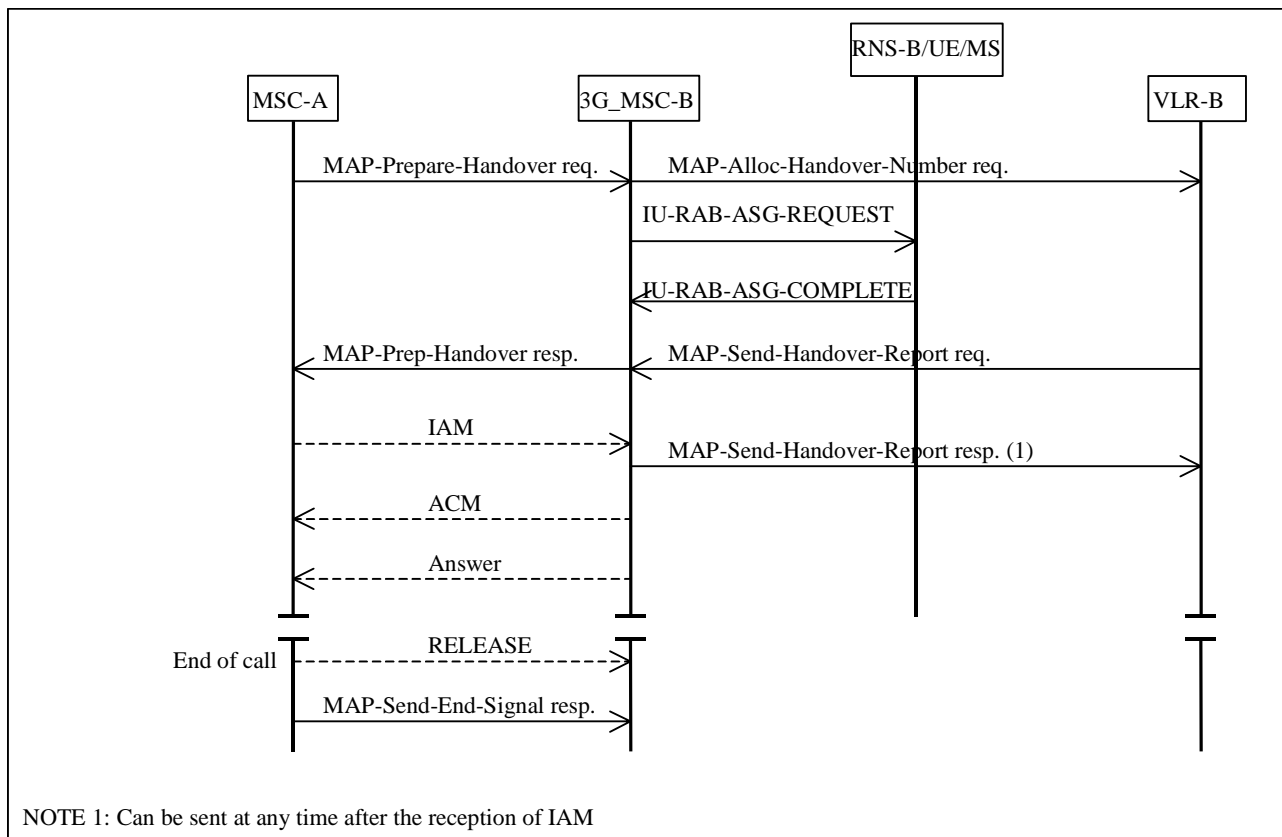 RNS-B/UE/MS
MSC-A
3G_MSC-B
VLR-B
MAP-Prepare-Handover req.
MAP-Alloc-Handover-Number req.
IU-RAB-ASG-REQUEST
IU-RAB-ASG-COMPLETE
MAP-Prep-Handover resp.
MAP-Send-Handover-Report req.
IAM
MAP-Send-Handover-Report resp. (1)
ACM
Answer
RELEASE
End of call
MAP-Send-End-Signal resp.
NOTE 1: Can be sent at any time after the reception of IAM